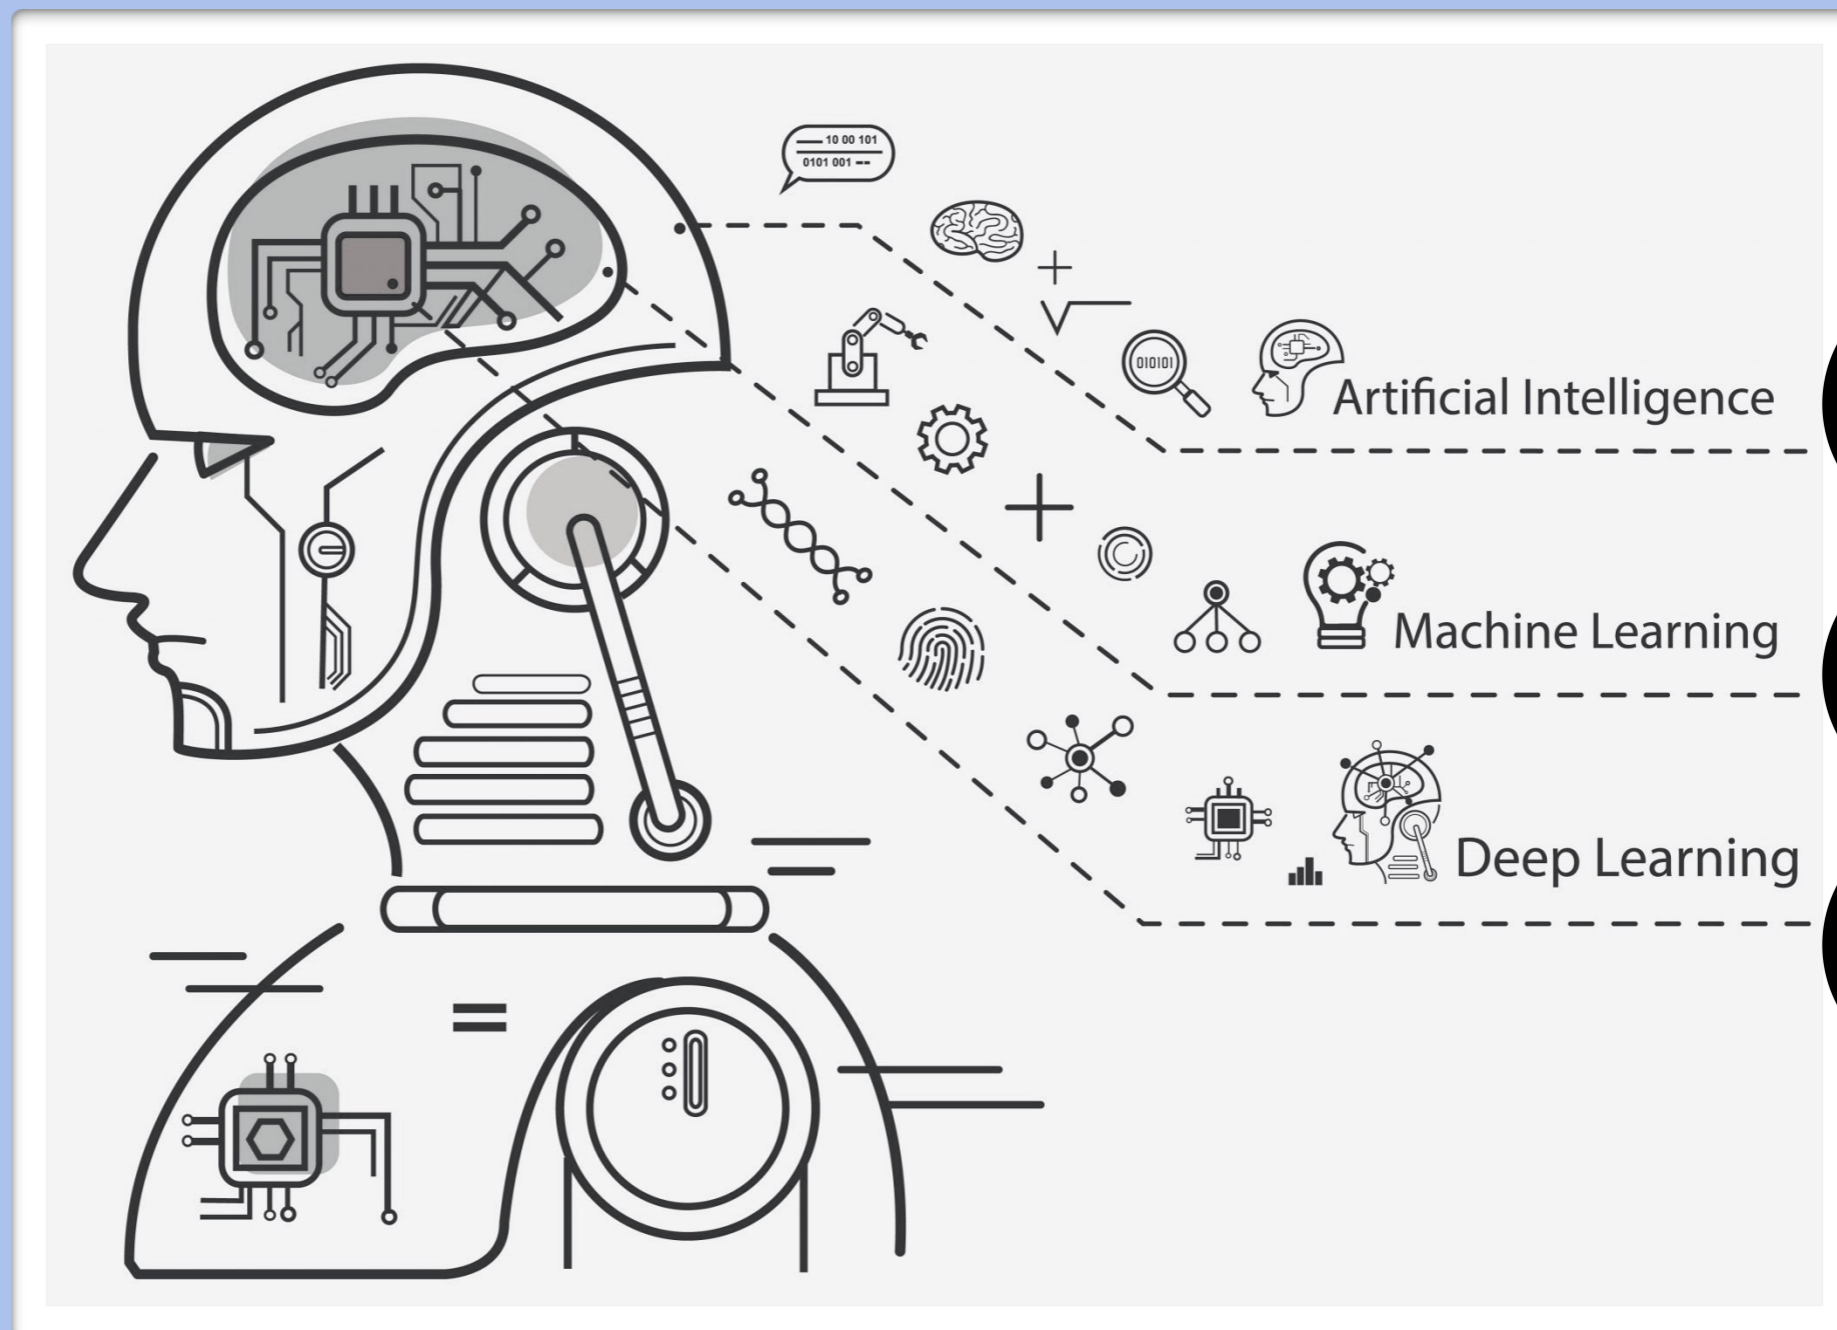 10 00 101
0101 001 --
010101
Artificial Intelligence
Machine Learning
Deep Learning